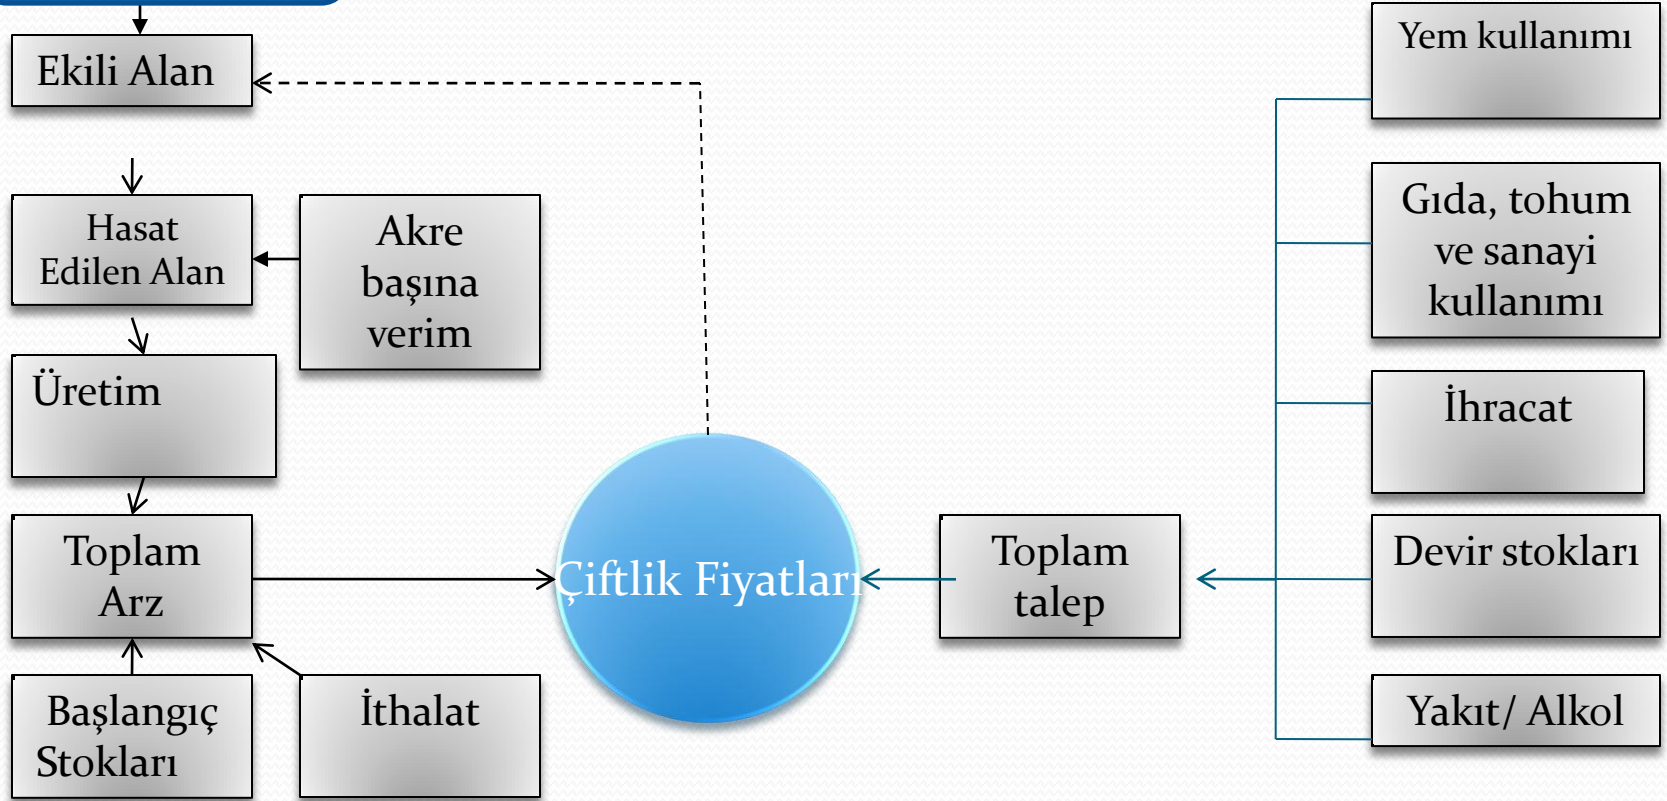 Ekili Alan
Hasat
Edilen Alan
Akre
başına
verim
Üretim
Toplam
Arz
Başlangıç
Stokları
İthalat
Çiftlik Fiyatları
Toplam
talep
Yem kullanımı
Gıda, tohum
ve sanayi
kullanımı
İhracat
Devir stokları
Yakıt/ Alkol